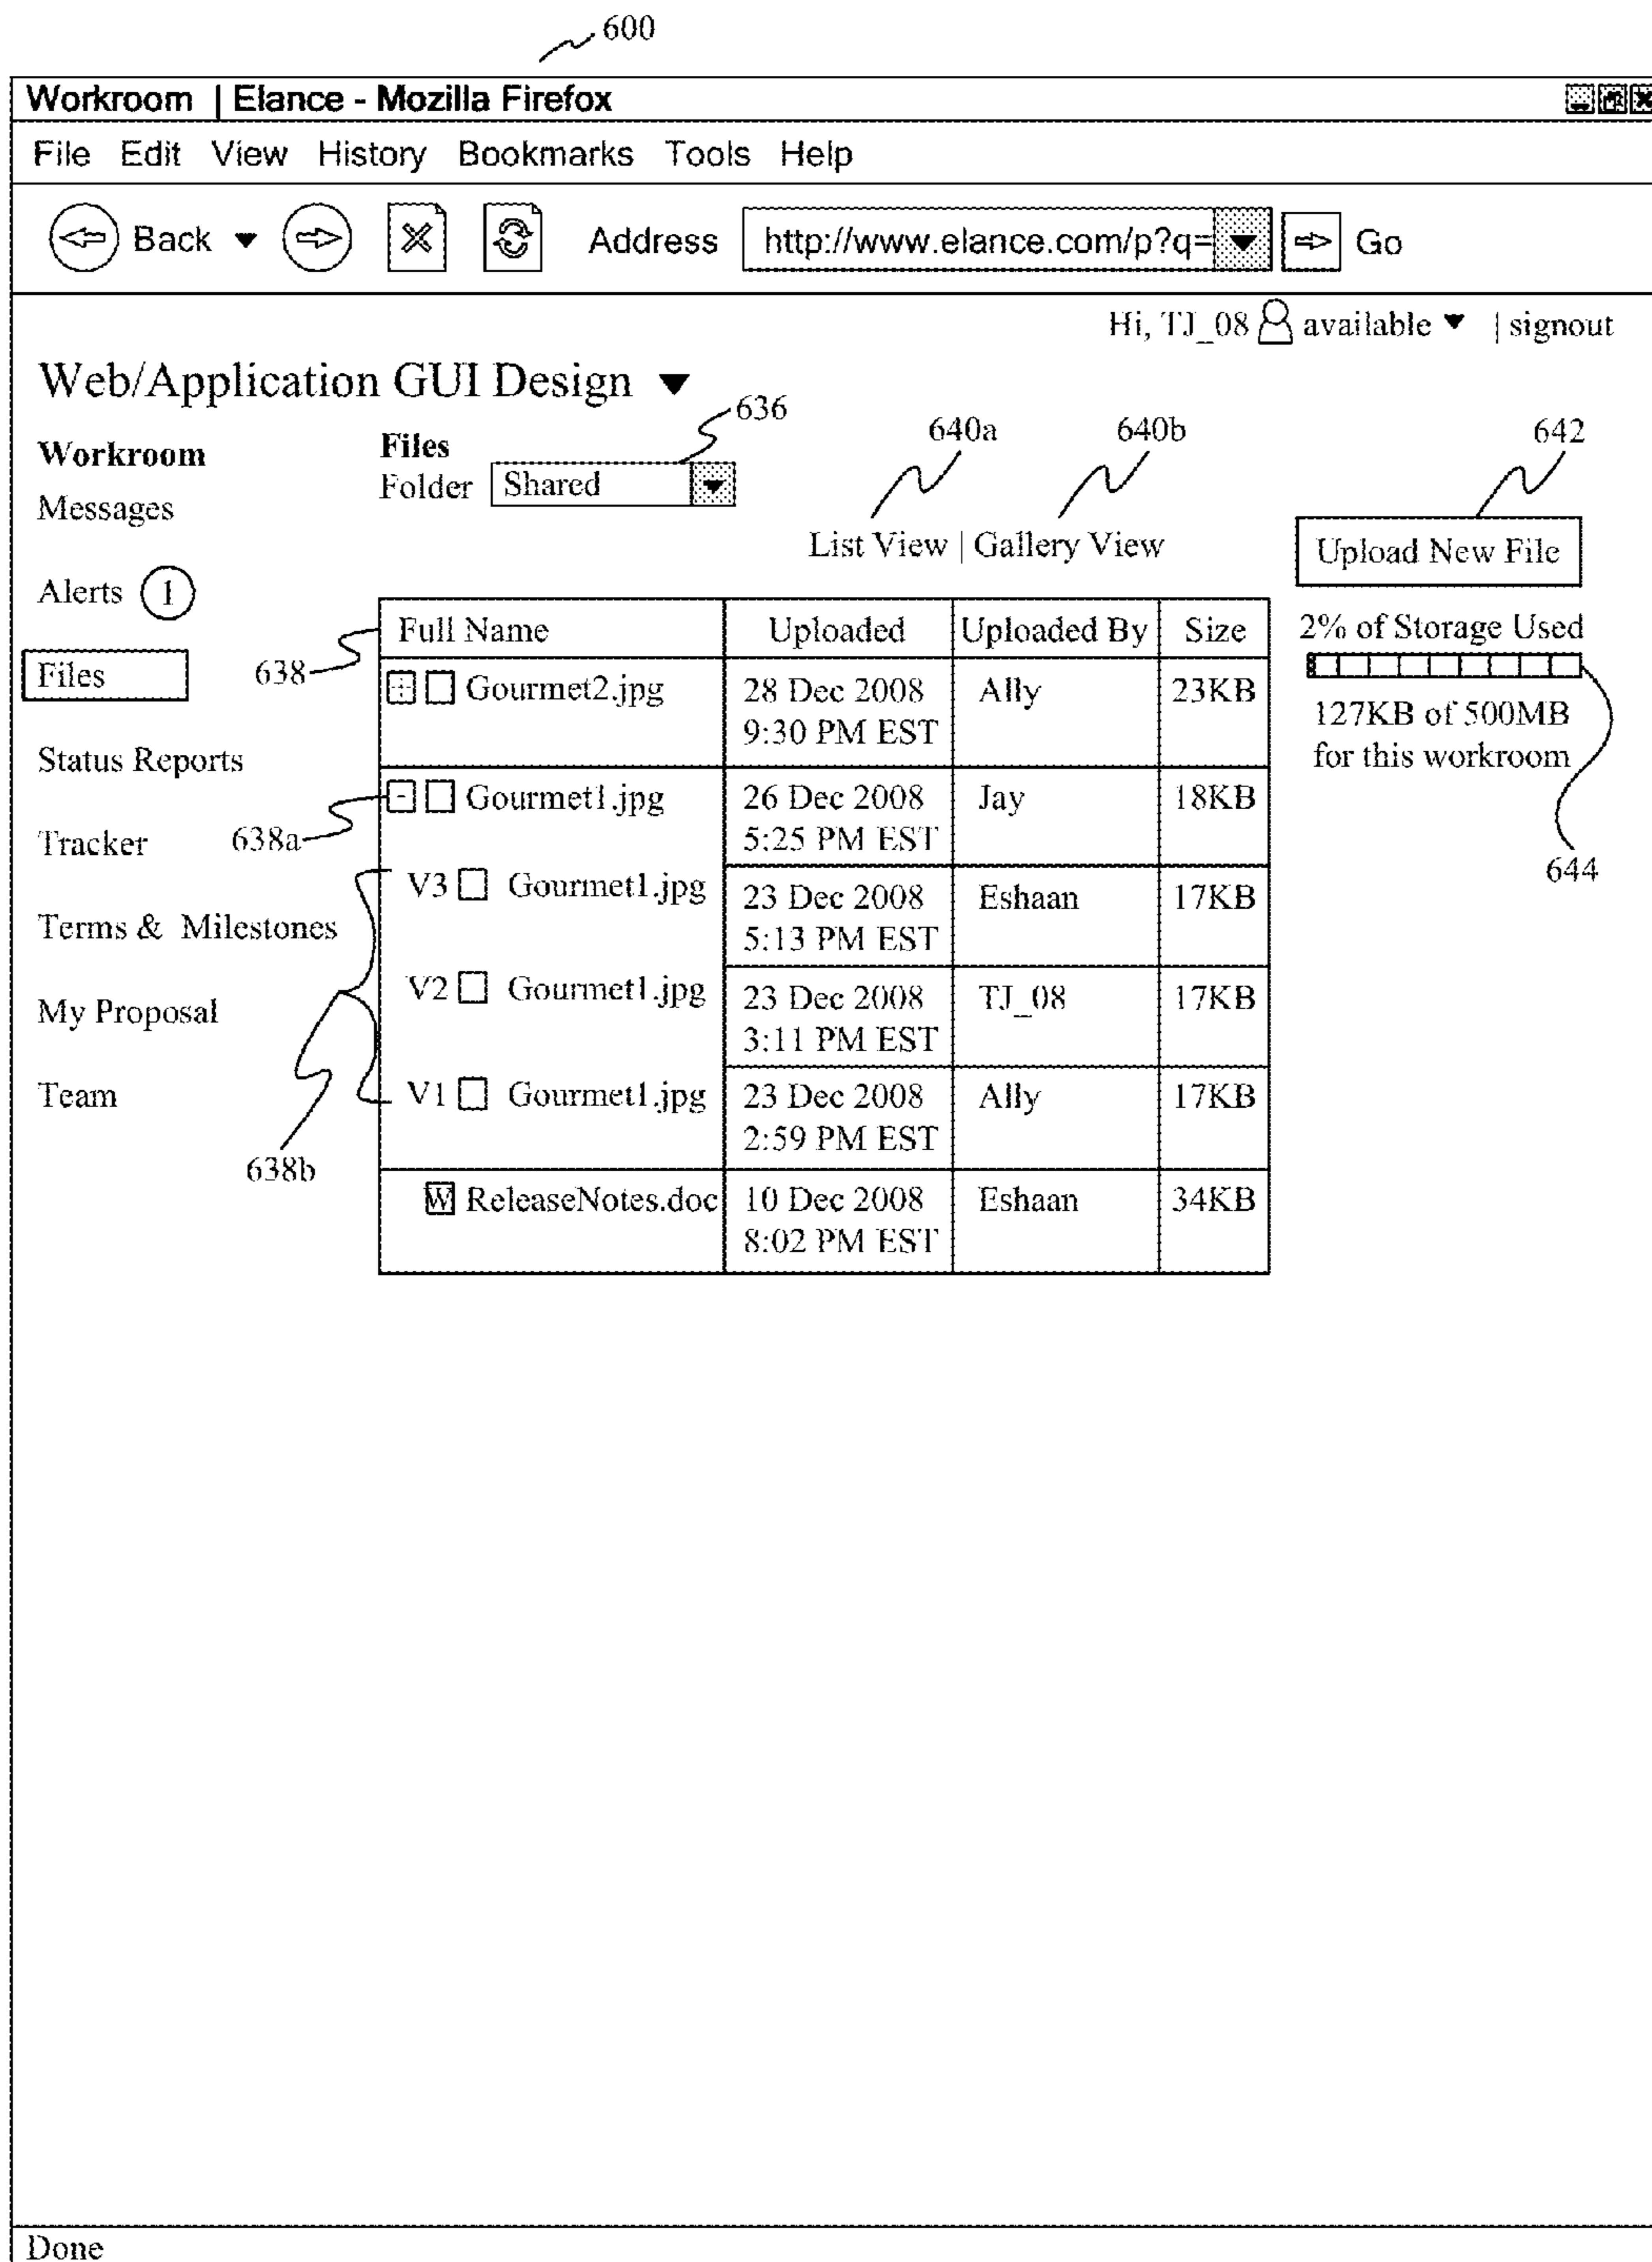 600
Workroom | Elance - Mozilla Firefox
File Edit View History Bookmarks Tools Help
Back Address http://www.elance.com/p?q= Go
Hi, TJ_08 available | signout
Web/Application GUI Design
636
640a 640b 642
Workroom
Messages
Alerts 1
Files
Status Reports
Tracker
Terms & Milestones
My Proposal
Team
Files
Folder Shared
List View | Gallery View
Upload New File
2% of Storage Used
127KB of 500MB
for this workroom
644
638
638a
638b
Full Name Uploaded Uploaded By Size
+ Gourmet2.jpg 28 Dec 2008 Ally 23KB
9:30 PM EST
- Gourmet1.jpg 26 Dec 2008 Jay 18KB
5:25 PM EST
V3 Gourmet1.jpg 23 Dec 2008 Eshaan 17KB
5:13 PM EST
V2 Gourmet1.jpg 23 Dec 2008 TJ_08 17KB
3:11 PM EST
V1 Gourmet1.jpg 23 Dec 2008 Ally 17KB
2:59 PM EST
W ReleaseNotes.doc 10 Dec 2008 Eshaan 34KB
8:02 PM EST
Done